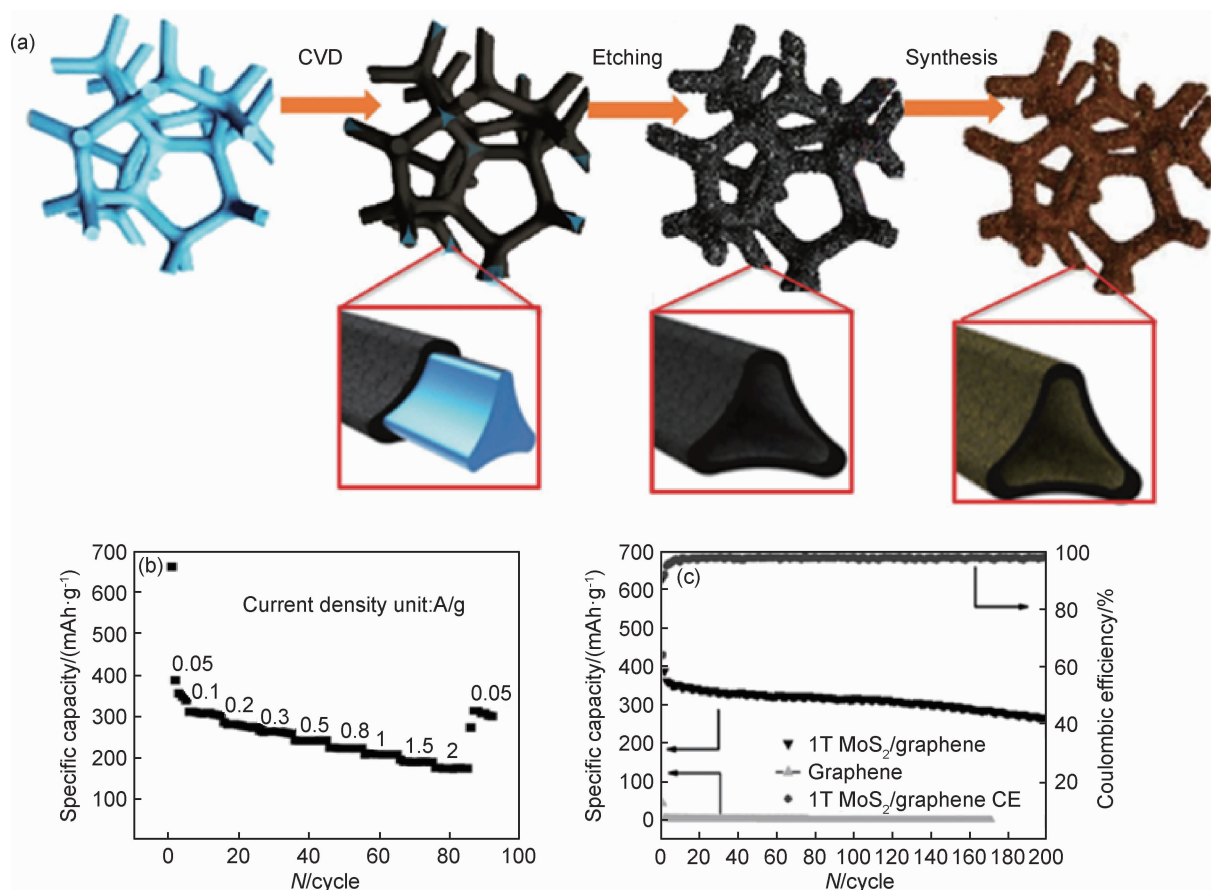 (a)
CVD
Etching
Synthesis
(b)
Current density unit:A/g
0.05
0.1
0.2
0.3
0.5
0.8
1
1.5
2
0.05
700
600
500
400
300
200
100
Specific capacity/(mAh·g⁻¹)
0 20 40 60 80 100
N/cycle
(c)
700
600
500
400
300
200
100
0
Specific capacity/(mAh·g⁻¹)
100
80
60
40
20
Coulombic efficiency/%
1T MoS₂/graphene
Graphene
1T MoS₂/graphene CE
0 20 40 60 80 100 120 140 160 180 200
N/cycle